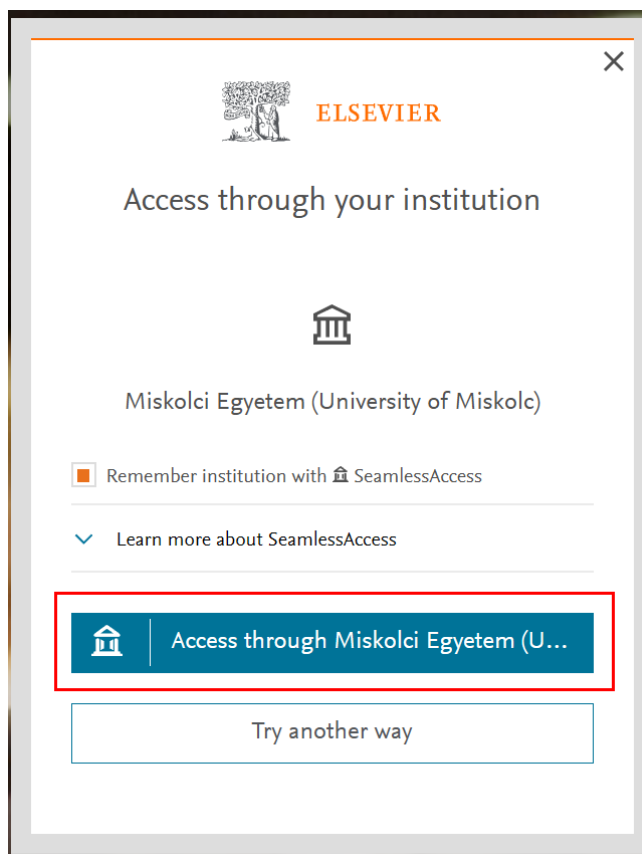 ELSEVIER
Access through your institution
Miskolci Egyetem (University of Miskolc)
Remember institution with SeamlessAccess
Learn more about SeamlessAccess
Access through Miskolci Egyetem (U...
Try another way